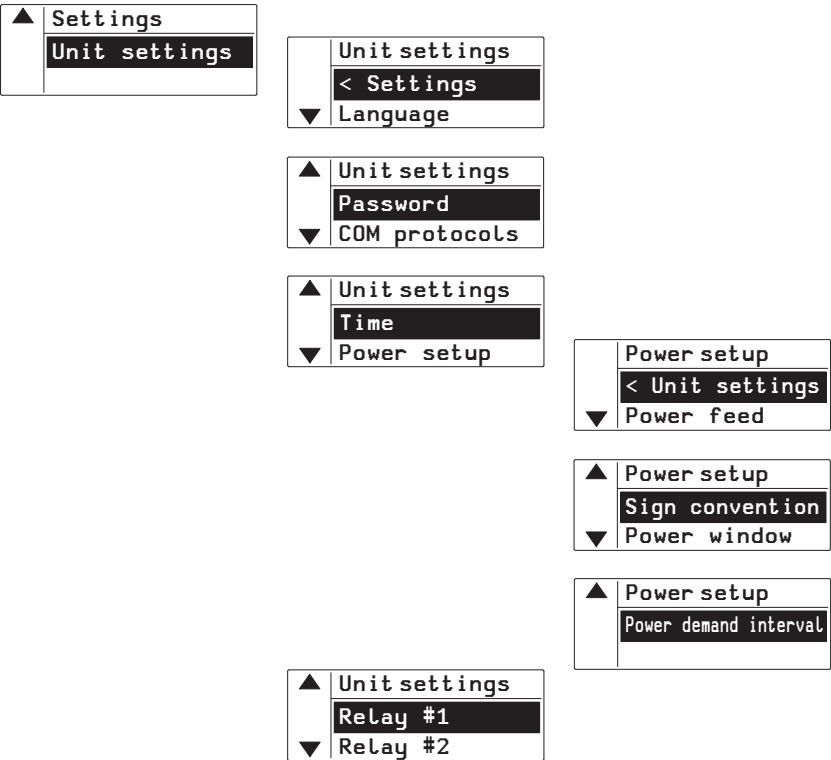 Settings
Unit settings
Unit settings
< Settings
Language
Unit settings
Password
COM protocols
Unit settings
Time
Power setup
Power setup
< Unit settings
Power feed
Power setup
Sign convention
Power window
Power setup
Power demand interval
Unit settings
Relay #1
Relay #2